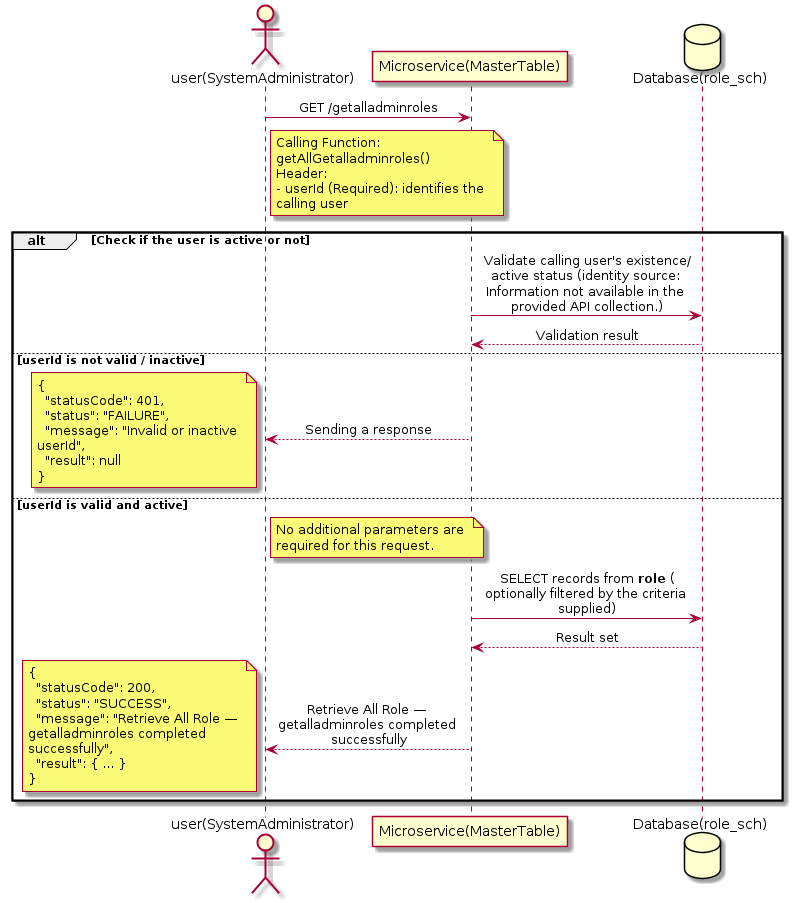 user(SystemAdministrator)
Microservice(MasterTable)
Database(role_sch)
GET /getalladminroles
Calling Function:
getAllGetalladminroles()
Header:
- userId (Required): identifies the
calling user
alt
[Check if the user is active or not]
Validate calling user's existence/
active status (identity source:
Information not available in the
provided API collection.)
Validation result
[userId is not valid / inactive]
{
"statusCode": 401,
"status": "FAILURE",
"message": "Invalid or inactive
userId",
"result": null
}
Sending a response
[userId is valid and active]
No additional parameters are
required for this request.
SELECT records from role (
optionally filtered by the criteria
supplied)
Result set
{
"statusCode": 200,
"status": "SUCCESS",
"message": "Retrieve All Role —
getalladminroles completed
successfully",
"result": { ... }
}
Retrieve All Role —
getalladminroles completed
successfully
user(SystemAdministrator)
Microservice(MasterTable)
Database(role_sch)